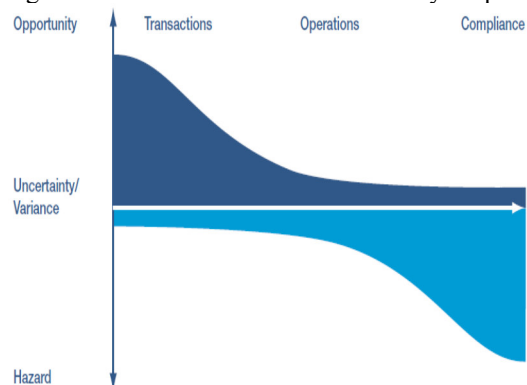 Opportunity Transactions Operations Compliance
Uncertainty/
Variance
Hazard